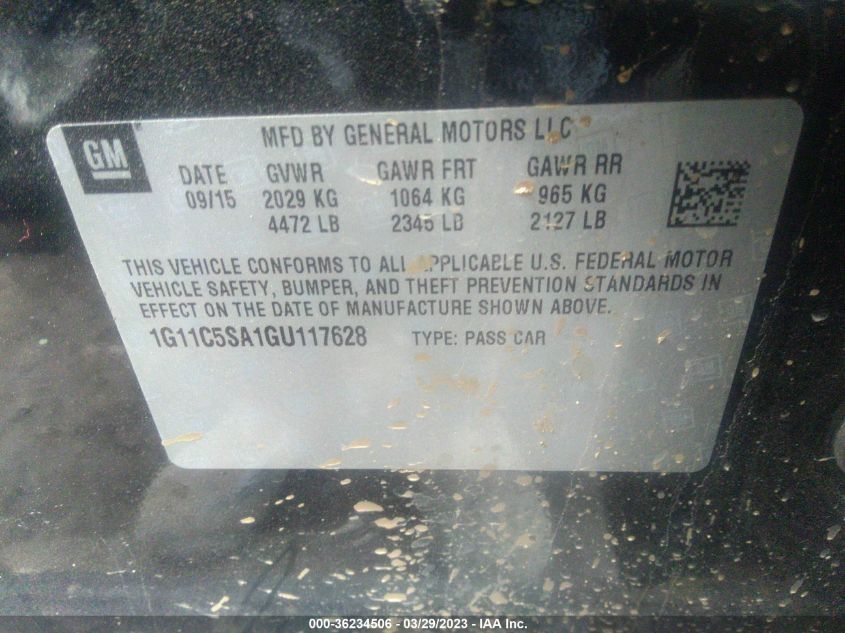 GM
MFD BY GENERAL MOTORS LLC
DATE GVWR GAWR FRT GAWR RR
09/15 2029 KG 1064 KG 965 KG
4472 LB 2345 LB 2127 LB
THIS VEHICLE CONFORMS TO ALL APPLICABLE U.S. FEDERAL MOTOR
VEHICLE SAFETY, BUMPER, AND THEFT PREVENTION STANDARDS IN
EFFECT ON THE DATE OF MANUFACTURE SHOWN ABOVE.
1G11C5SA1GU117628 TYPE: PASS CAR
000-36234506 - 03/29/2023 - IAA Inc.